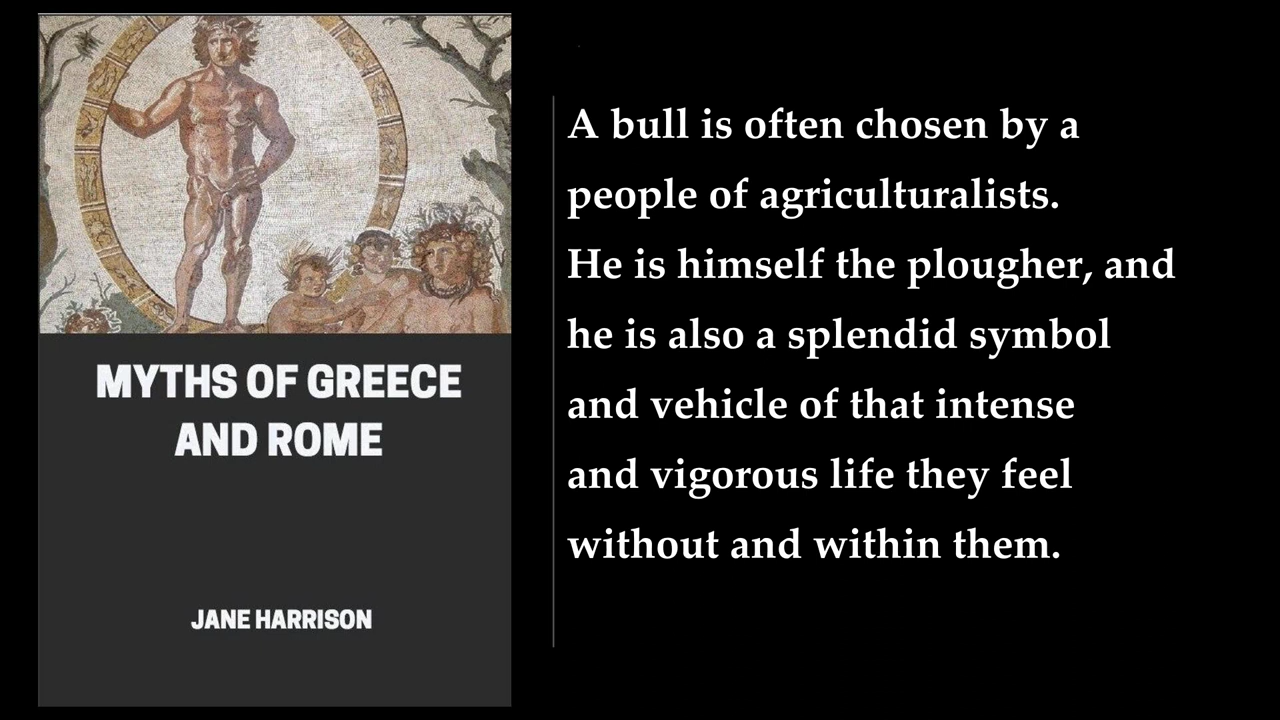 MYTHS OF GREECE
AND ROME
JANE HARRISON
A bull is often chosen by a
people of agriculturalists.
He is himself the plougher, and
he is also a splendid symbol
and vehicle of that intense
and vigorous life they feel
without and within them.